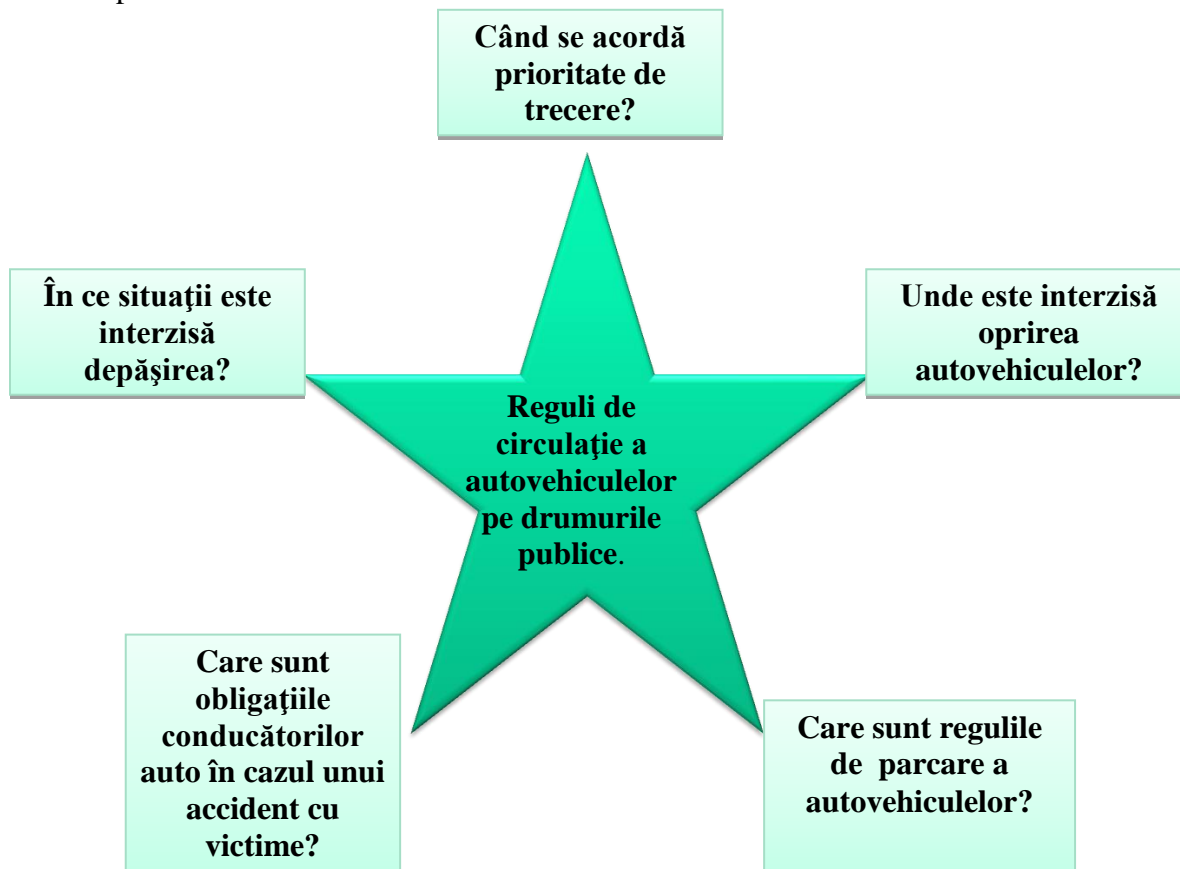 Când se acordă
prioritate de
trecere?
În ce situaţii este
interzisă
depăşirea?
Unde este interzisă
oprirea
autovehiculelor?
Reguli de
circulaţie a
autovehiculelor
pe drumurile
publice.
Care sunt
obligaţiile
conducătorilor
auto în cazul unui
accident cu
victime?
Care sunt regulile
de parcare a
autovehiculelor?